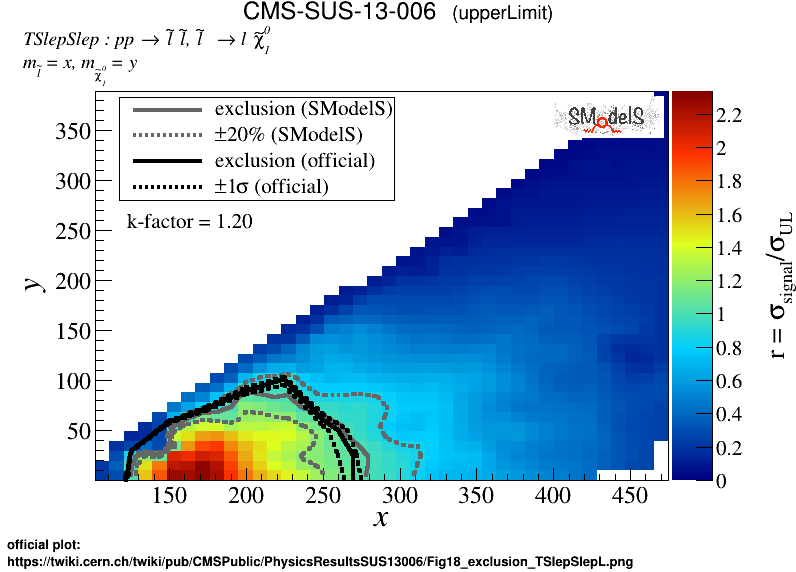 CMS-SUS-13-006 (upperLimit)
TSlepSlep : pp → l̃ l̃, l̃ → l χ̃₁⁰
m_l̃ = x, m_χ̃₁⁰ = y
exclusion (SModelS)
±20% (SModelS)
exclusion (official)
±1σ (official)
k-factor = 1.20
SModelS
y
350
300
250
200
150
100
50
150 200 250 300 350 400 450
x
2.2
2
1.8
1.6
1.4
1.2
1
0.8
0.6
0.4
0.2
0
r = σ_signal/σ_UL
official plot:
https://twiki.cern.ch/twiki/pub/CMSPublic/PhysicsResultsSUS13006/Fig18_exclusion_TSlepSlepL.png